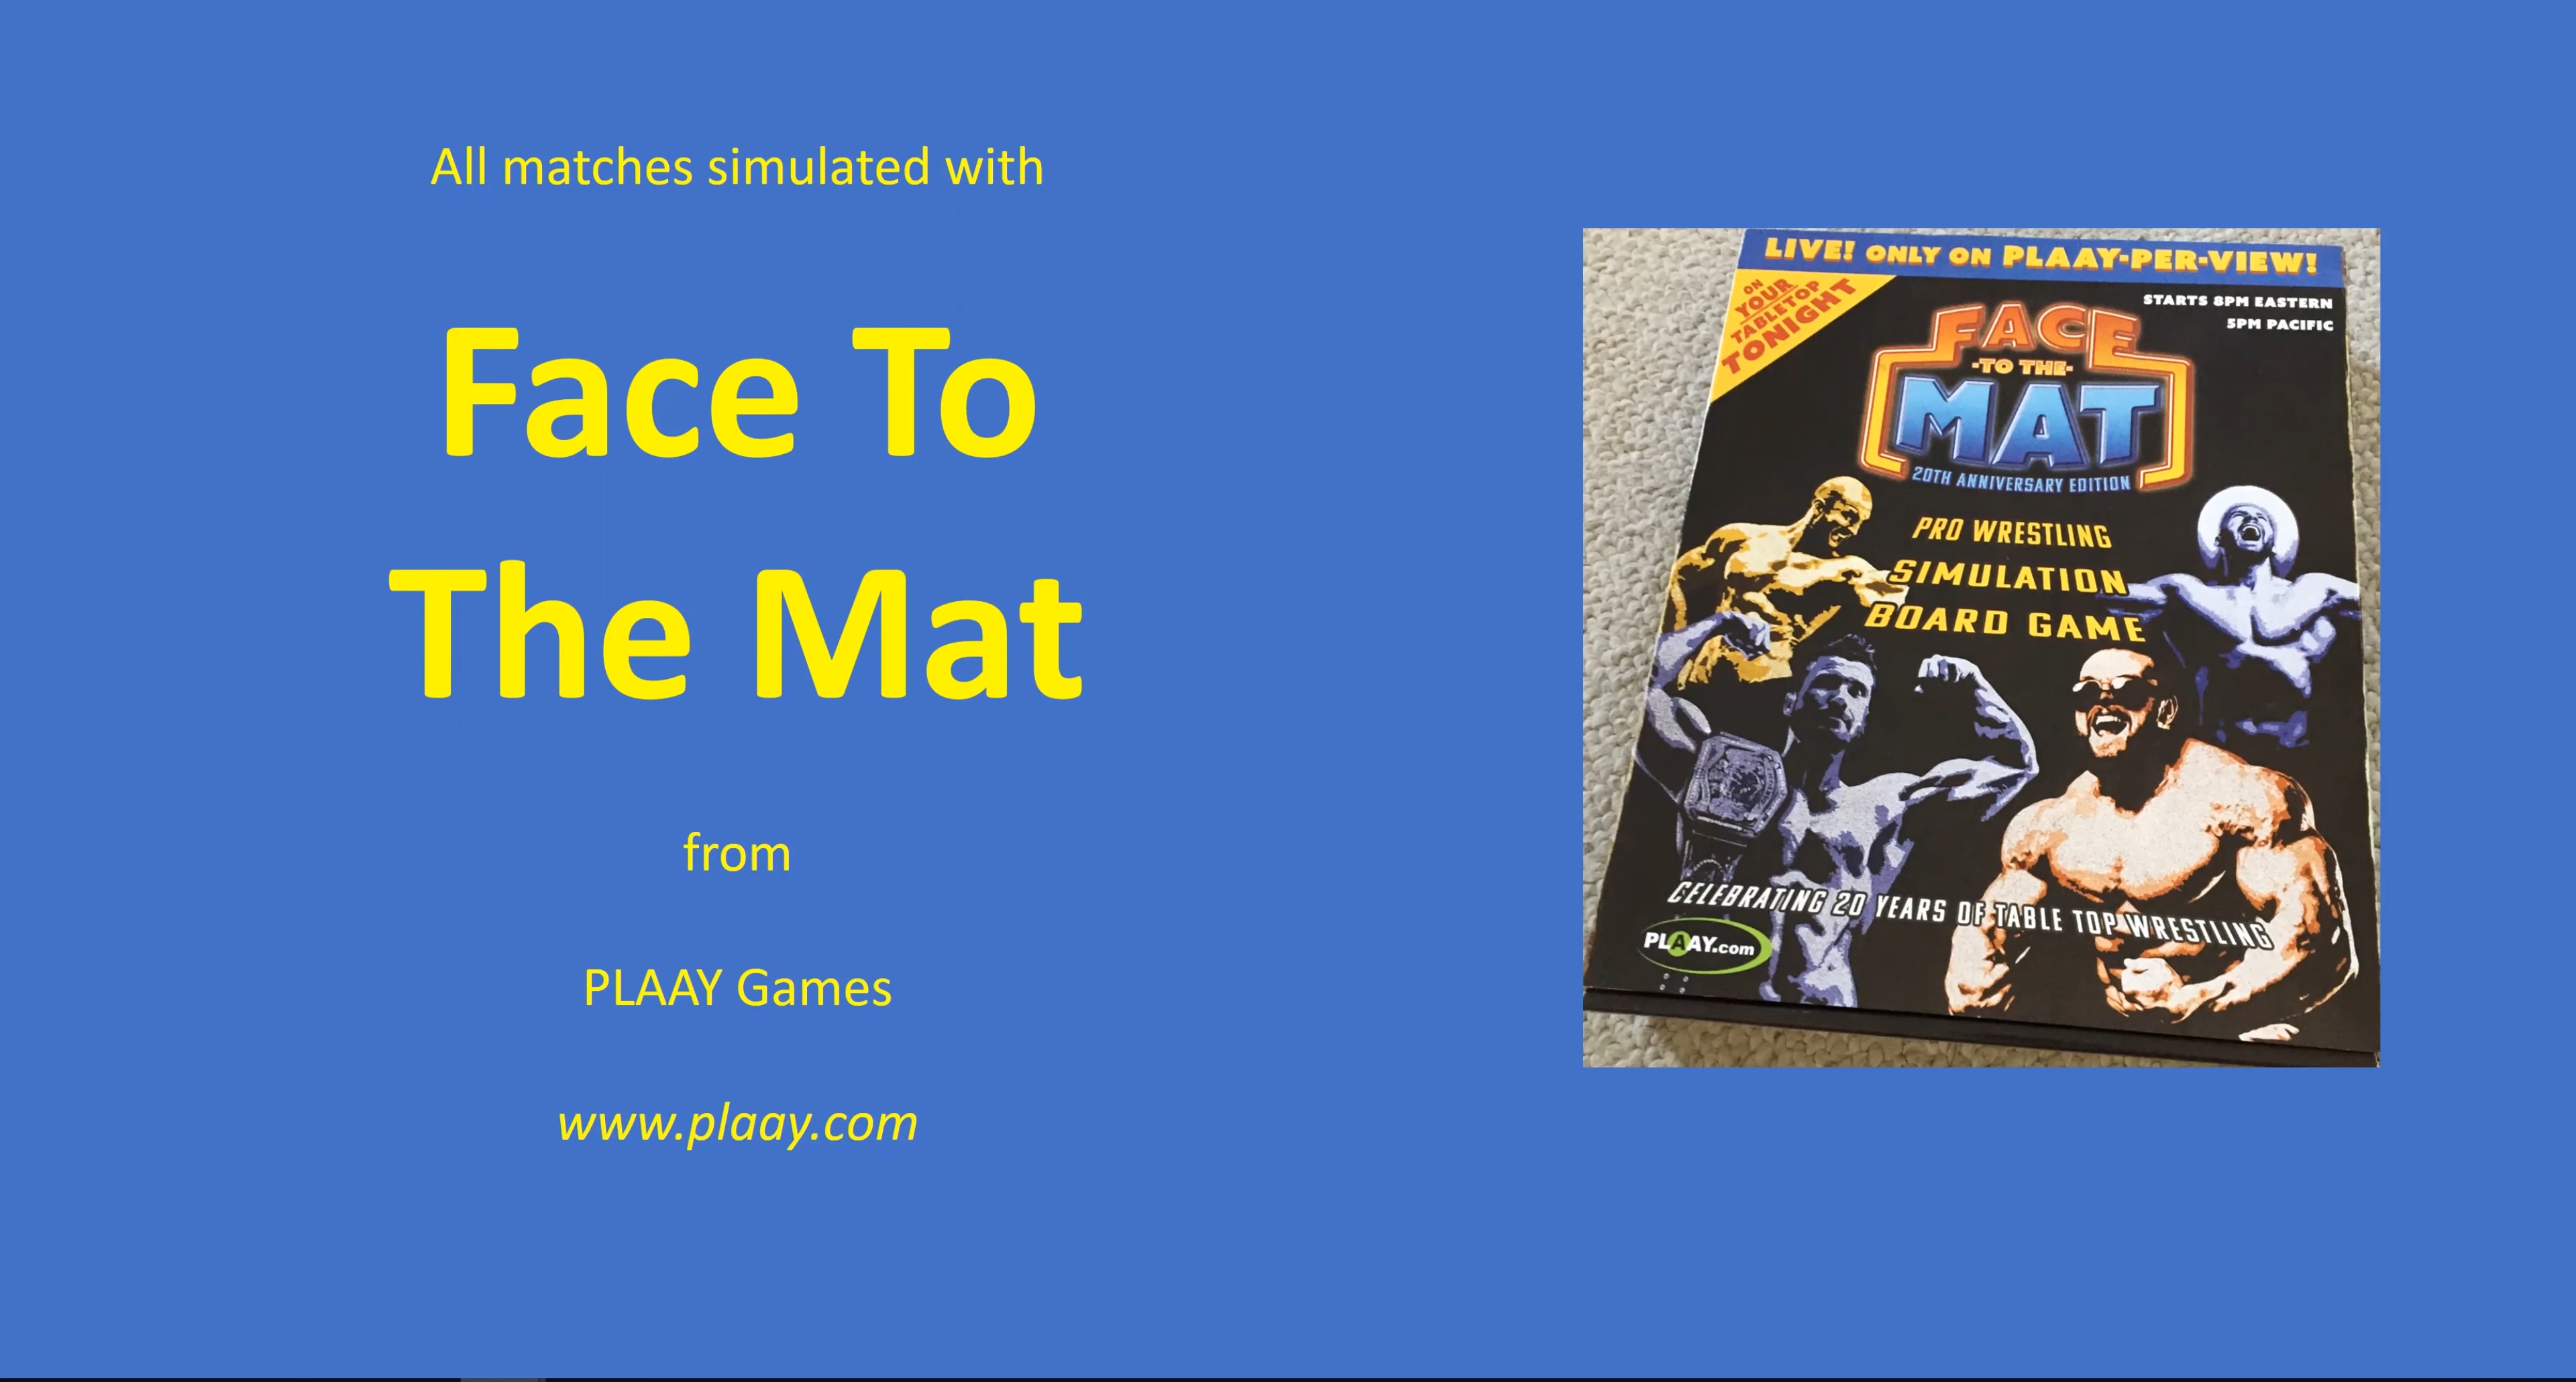 All matches simulated with
Face To
The Mat
from
PLAAY Games
www.plaay.com
LIVE! ONLY ON PLAAY-PER-VIEW!
ON
YOUR
TABLETOP
TONIGHT
STARTS 8PM EASTERN
5PM PACIFIC
FACE
-TO THE-
MAT
20TH ANNIVERSARY EDITION
PRO WRESTLING
SIMULATION
BOARD GAME
CELEBRATING 20 YEARS OF TABLE TOP WRESTLING
PLAAY.com